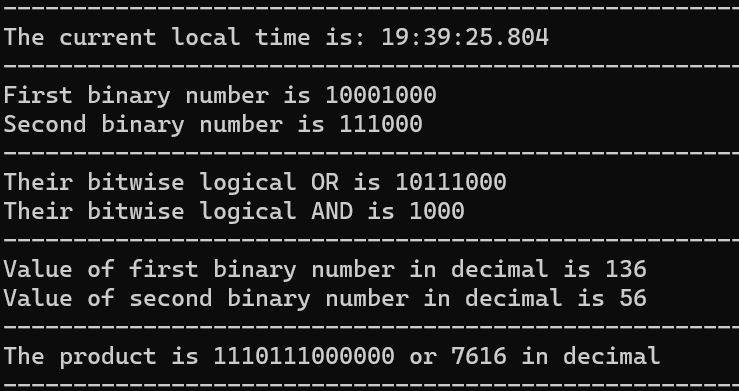 ---------------------------------------------------
The current local time is: 19:39:25.804
---------------------------------------------------
First binary number is 10001000
Second binary number is 111000
---------------------------------------------------
Their bitwise logical OR is 10111000
Their bitwise logical AND is 1000
---------------------------------------------------
Value of first binary number in decimal is 136
Value of second binary number in decimal is 56
---------------------------------------------------
The product is 1110111000000 or 7616 in decimal
---------------------------------------------------